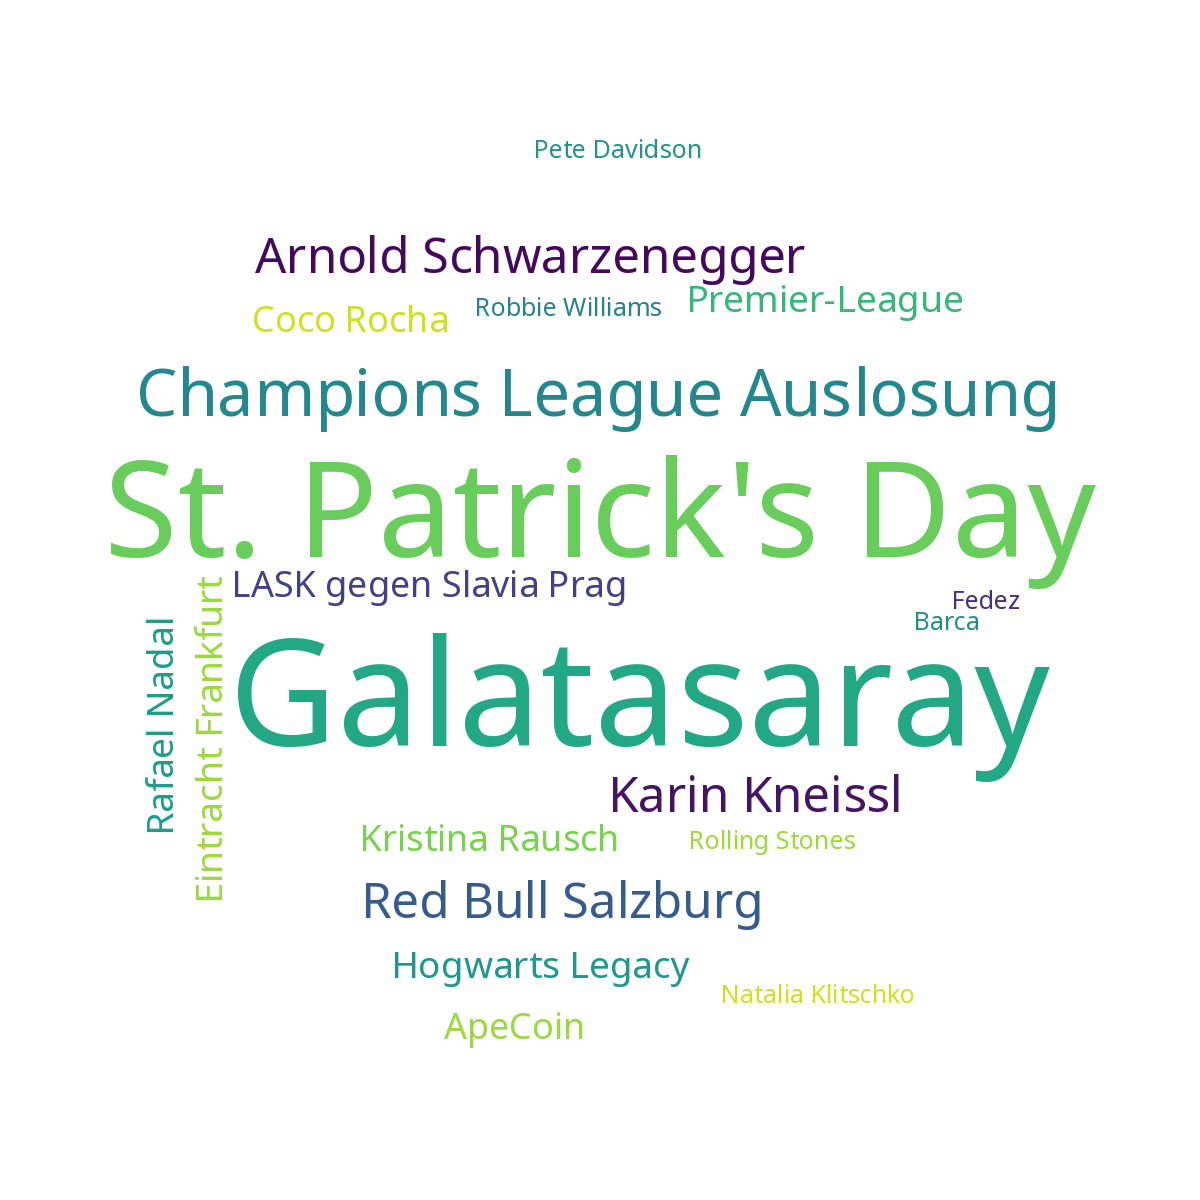 Pete Davidson
Arnold Schwarzenegger
Premier-League
Robbie Williams
Coco Rocha
Champions League Auslosung
St. Patrick's Day
LASK gegen Slavia Prag
Fedez
Barca
Rafael Nadal
Eintracht Frankfurt
Galatasaray
Karin Kneissl
Kristina Rausch
Rolling Stones
Red Bull Salzburg
Hogwarts Legacy
Natalia Klitschko
ApeCoin